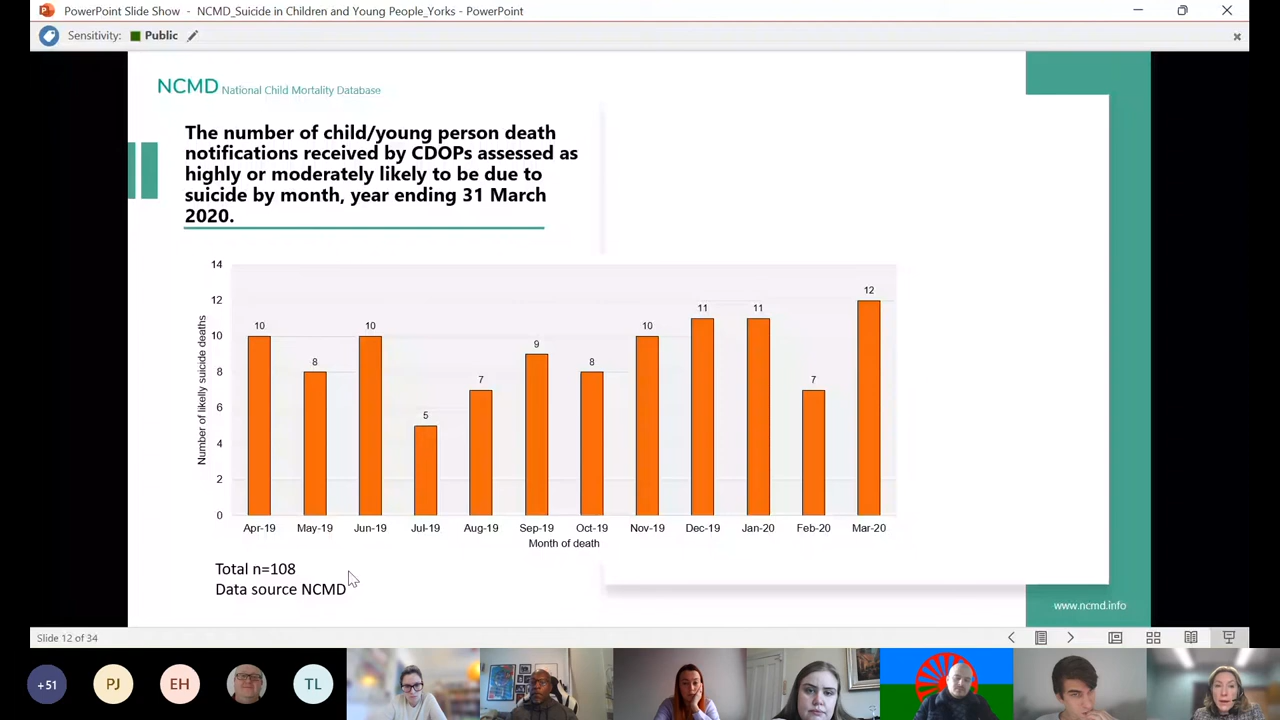 PowerPoint Slide Show - NCMD_Suicide in Children and Young People_Yorks - PowerPoint
Sensitivity: Public
NCMD National Child Mortality Database
The number of child/young person death
notifications received by CDOPs assessed as
highly or moderately likely to be due to
suicide by month, year ending 31 March
2020.
Number of likelly suicide deaths
14
12
10
8
6
4
2
0
10
8
10
5
7
9
8
10
11
11
7
12
Apr-19 May-19 Jun-19 Jul-19 Aug-19 Sep-19 Oct-19 Nov-19 Dec-19 Jan-20 Feb-20 Mar-20
Month of death
Total n=108
Data source NCMD
www.ncmd.info
Slide 12 of 34
+51 PJ EH TL